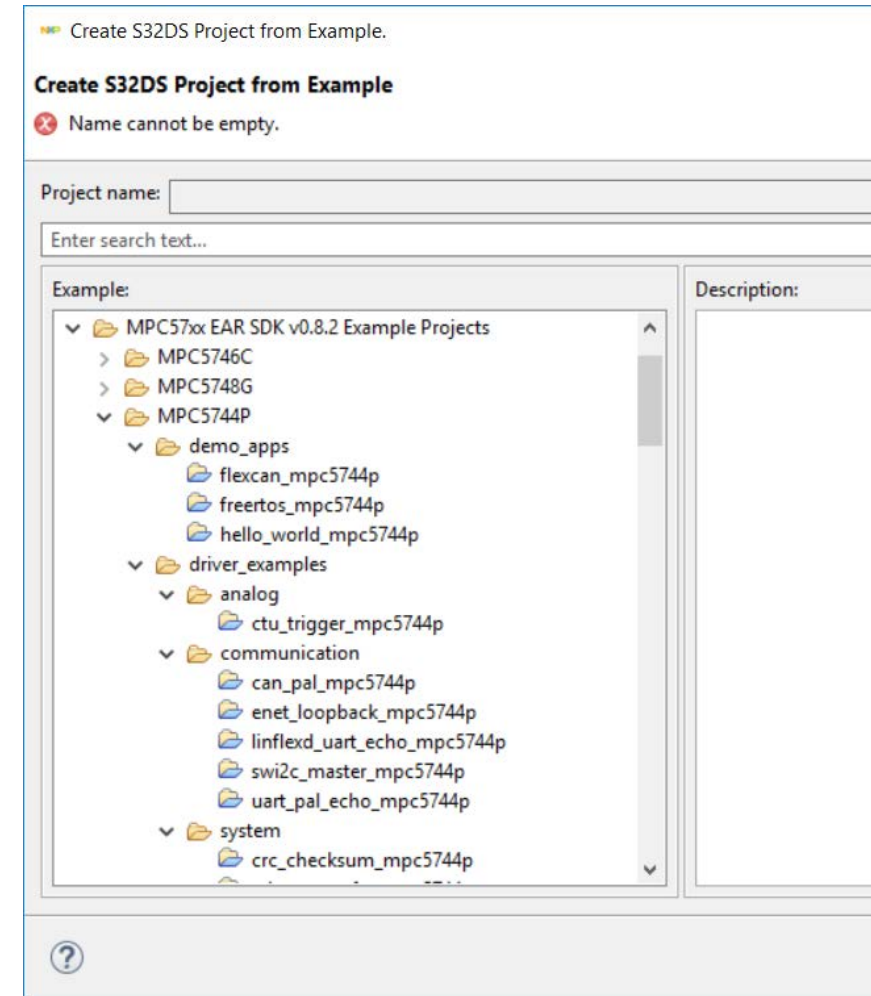 NXP Create S32DS Project from Example.
Create S32DS Project from Example
Name cannot be empty.
Project name:
Enter search text...
Example:
Description:
MPC57xx EAR SDK v0.8.2 Example Projects
MPC5746C
MPC5748G
MPC5744P
demo_apps
flexcan_mpc5744p
freertos_mpc5744p
hello_world_mpc5744p
driver_examples
analog
ctu_trigger_mpc5744p
communication
can_pal_mpc5744p
enet_loopback_mpc5744p
linflexd_uart_echo_mpc5744p
swi2c_master_mpc5744p
uart_pal_echo_mpc5744p
system
crc_checksum_mpc5744p
?